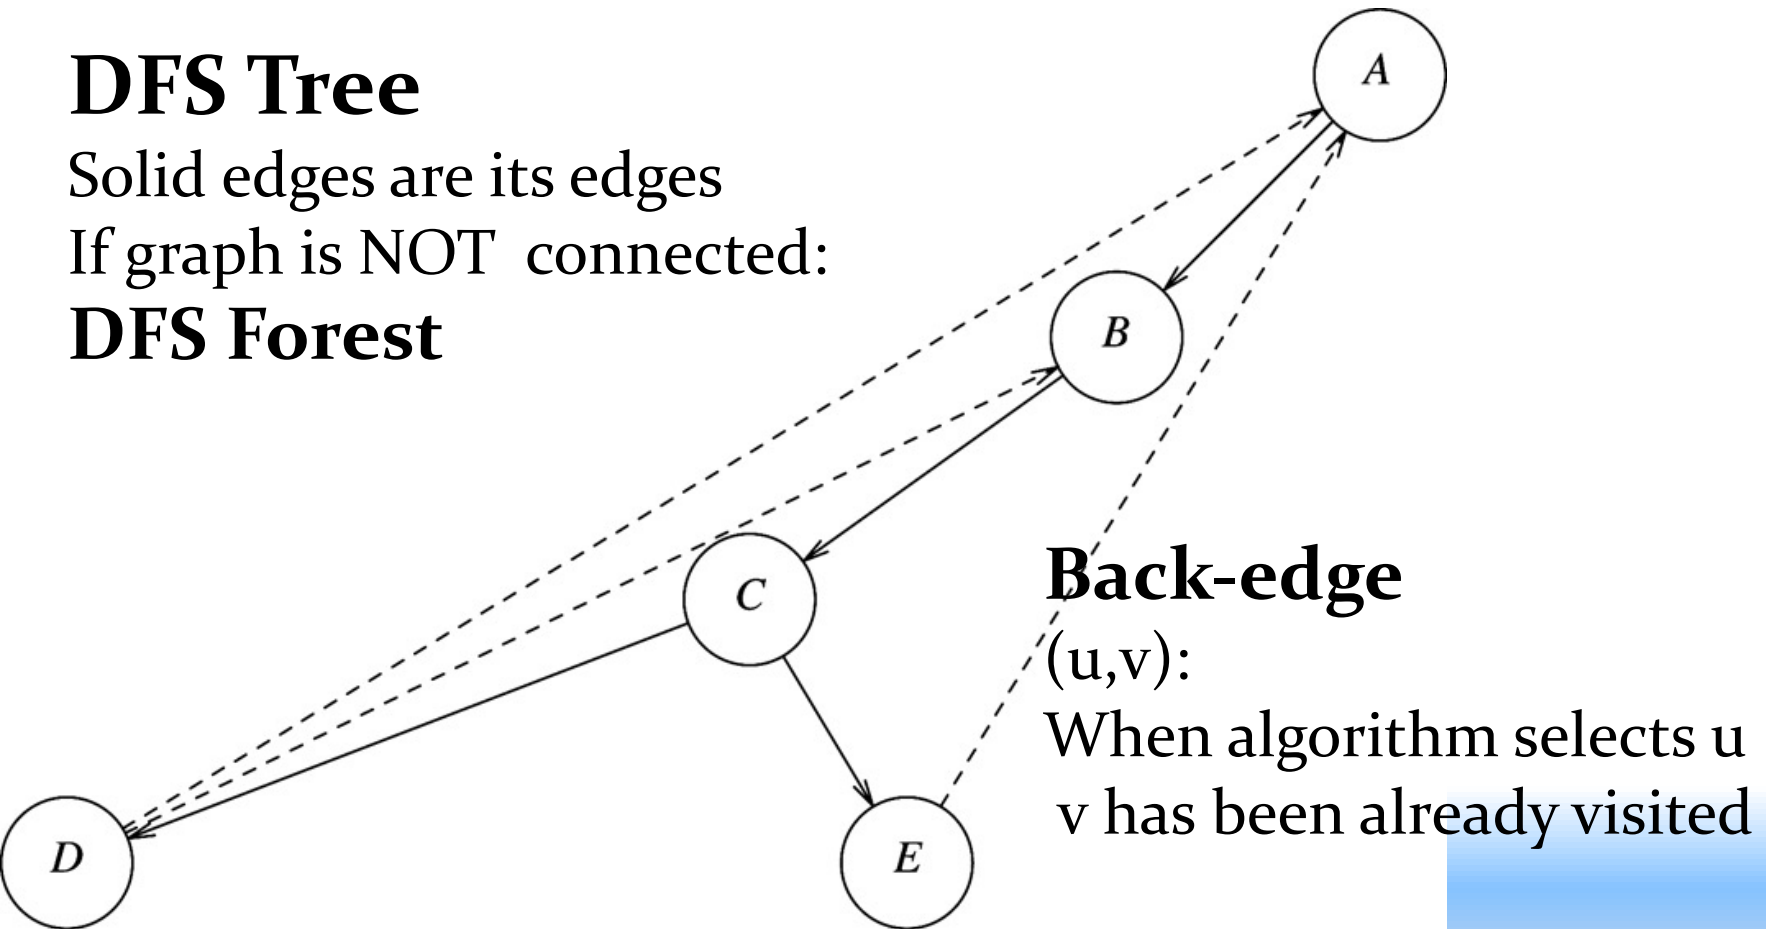 DFS Tree
Solid edges are its edges
If graph is NOT connected:
DFS Forest
A
B
C
D
E
Back-edge
(u,v):
When algorithm selects u
v has been already visited